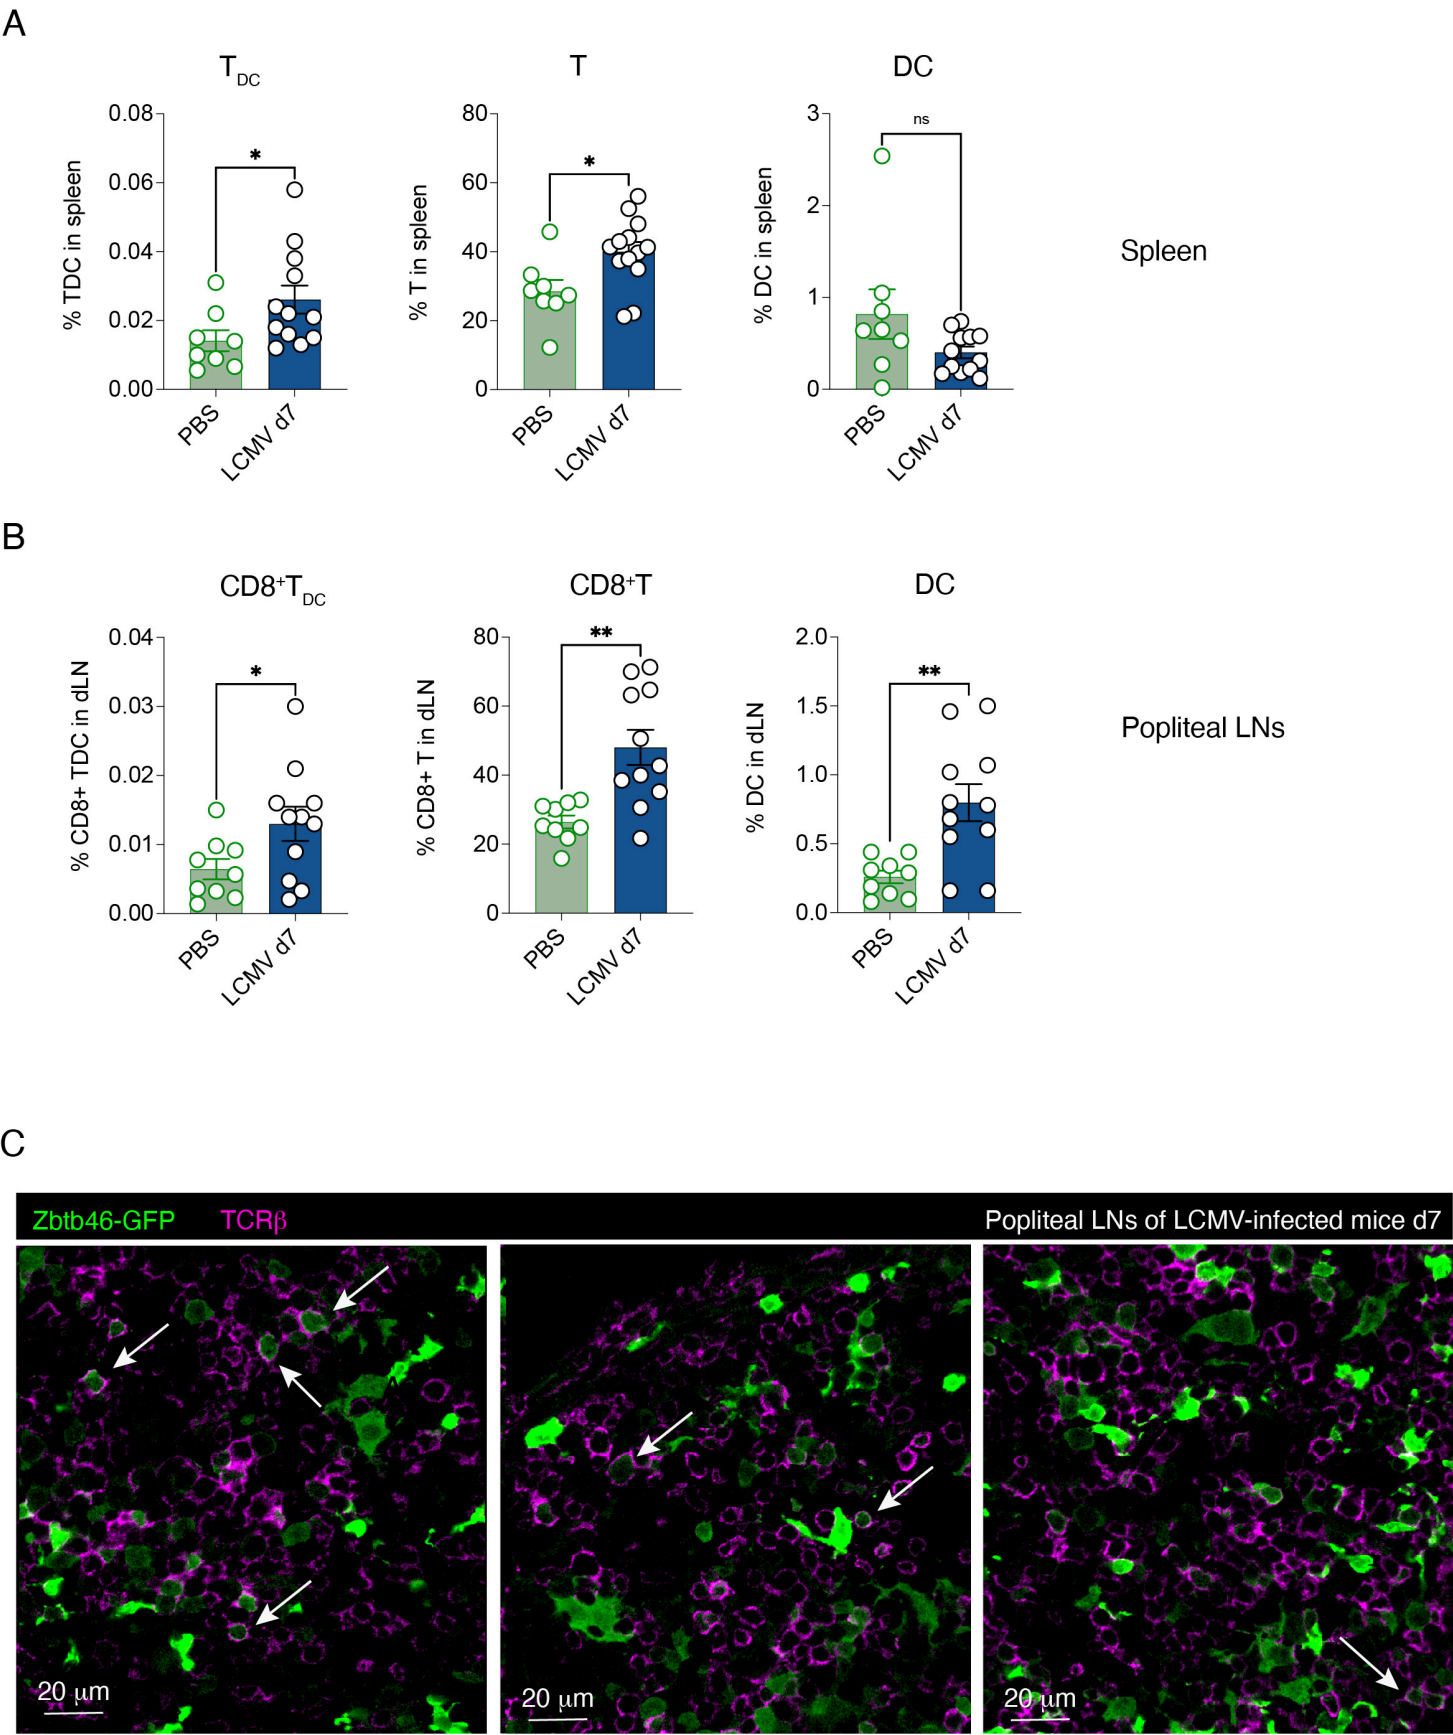 A
T DC
T
DC
% TDC in spleen
0.08
0.06
0.04
0.02
0.00
*
PBS
LCMV d7
% T in spleen
80
60
40
20
0
*
PBS
LCMV d7
% DC in spleen
3
2
1
0
ns
PBS
LCMV d7
Spleen
B
CD8+T DC
CD8+T
DC
% CD8+ TDC in dLN
0.04
0.03
0.02
0.01
0.00
*
PBS
LCMV d7
% CD8+ T in dLN
80
60
40
20
0
**
PBS
LCMV d7
% DC in dLN
2.0
1.5
1.0
0.5
0.0
**
PBS
LCMV d7
Popliteal LNs
C
Zbtb46-GFP TCRβ Popliteal LNs of LCMV-infected mice d7
20 μm
20 μm
20 μm